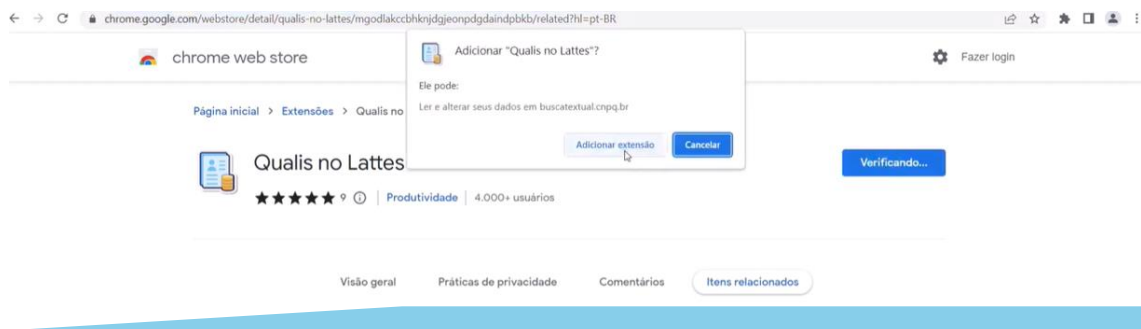 chrome.google.com/webstore/detail/qualis-no-lattes/mgodlakccbhknjdgjeonpdgdaindpbkb/related?hl=pt-BR
chrome web store
Fazer login
Adicionar "Qualis no Lattes"?
Ele pode:
Ler e alterar seus dados em buscatextual.cnpq.br
Adicionar extensão
Cancelar
Página inicial > Extensões > Qualis no
Qualis no Lattes
Verificando...
9 | Produtividade | 4.000+ usuários
Visão geral
Práticas de privacidade
Comentários
Itens relacionados